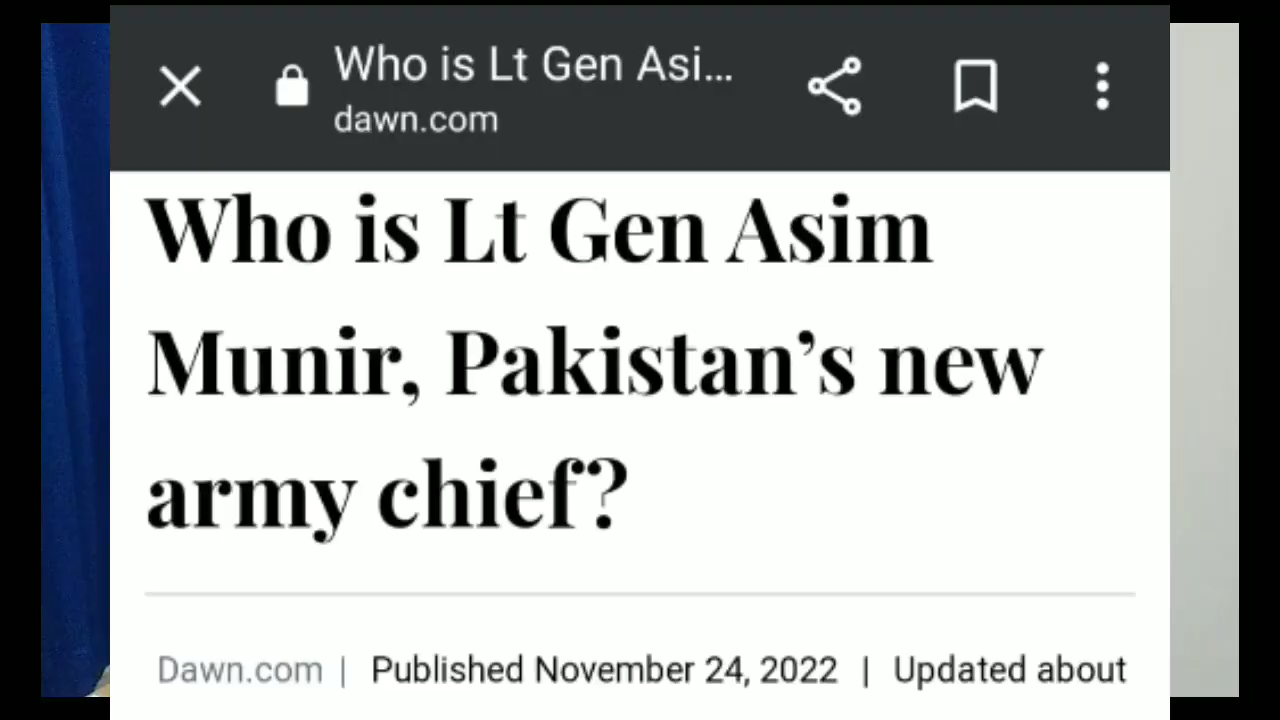 Who is Lt Gen Asi...
dawn.com
Who is Lt Gen Asim
Munir, Pakistan’s new
army chief?
Dawn.com | Published November 24, 2022 | Updated about